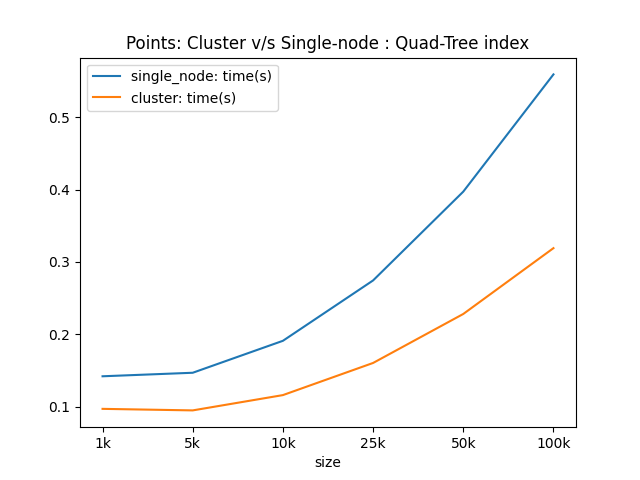 Points: Cluster v/s Single-node : Quad-Tree index
single_node: time(s)
cluster: time(s)
0.5
0.4
0.3
0.2
0.1
1k 5k 10k 25k 50k 100k
size